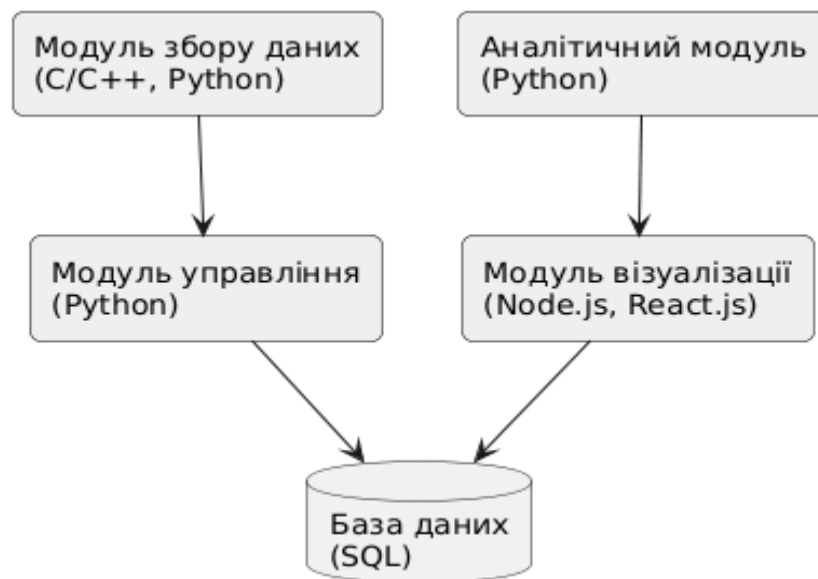 Модуль збору даних
(C/C++, Python)
Аналітичний модуль
(Python)
Модуль управління
(Python)
Модуль візуалізації
(Node.js, React.js)
База даних
(SQL)